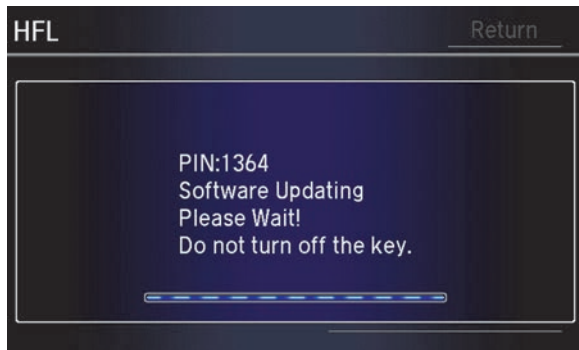 HFL
Return
PIN:1364
Software Updating
Please Wait!
Do not turn off the key.